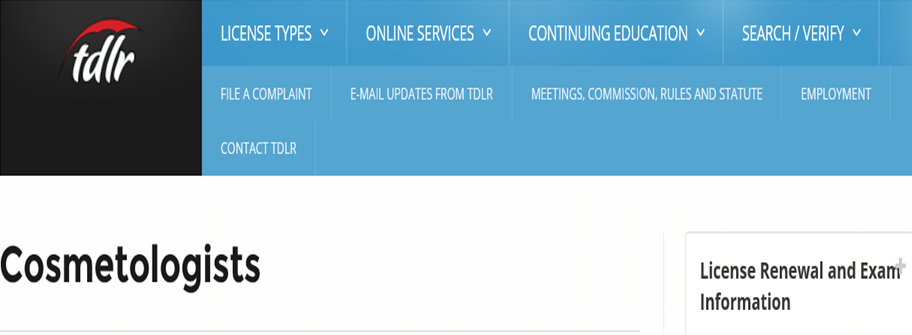 tdlr
LICENSE TYPES ONLINE SERVICES CONTINUING EDUCATION SEARCH / VERIFY
FILE A COMPLAINT E-MAIL UPDATES FROM TDLR MEETINGS, COMMISSION, RULES AND STATUTE EMPLOYMENT
CONTACT TDLR
Cosmetologists
License Renewal and Exam
Information